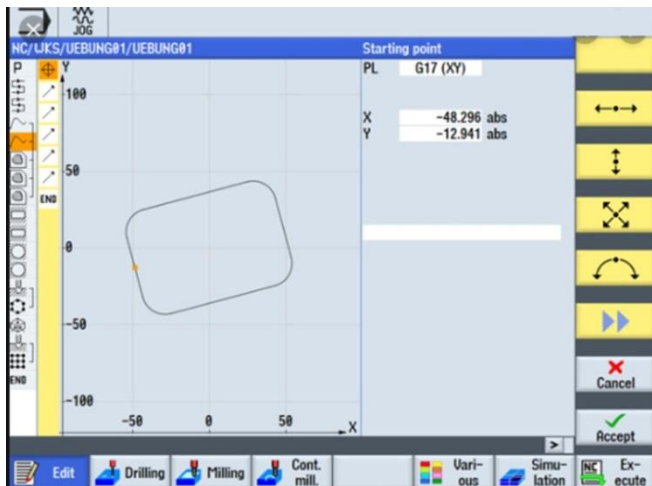 JOG
NC/WKS/UEBUNG01/UEBUNG01
Starting point
P
Y
PL G17 (XY)
100
X -48.296 abs
Y -12.941 abs
50
END
0
-50
END
-100
-50 0 50 X
Cancel
Accept
>
Edit
Drilling
Milling
Cont.
mill.
Vari-
ous
Simu-
lation
NC
Ex-
ecute